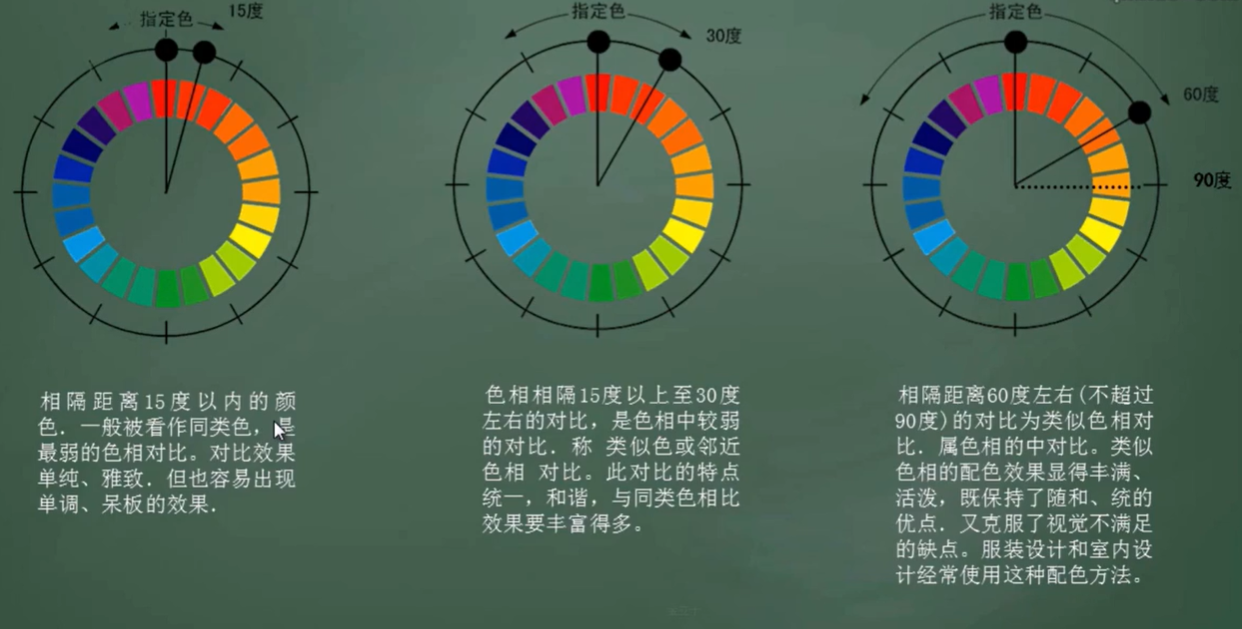 指定色
15度
指定色
30度
指定色
60度
90度
相隔距离15度以内的颜
色．一般被看作同类色，是
最弱的色相对比。对比效果
单纯、雅致．但也容易出现
单调、呆板的效果．
色相相隔15度以上至30度
左右的对比，是色相中较弱
的对比．称 类似色或邻近
色相 对比。此对比的特点
统一，和谐，与同类色相比
效果要丰富得多。
相隔距离60度左右(不超过
90度)的对比为类似色相对
比．属色相的中对比。类似
色相的配色效果显得丰满、
活泼，既保持了随和、统的
优点．又克服了视觉不满足
的缺点。服装设计和室内设
计经常使用这种配色方法。